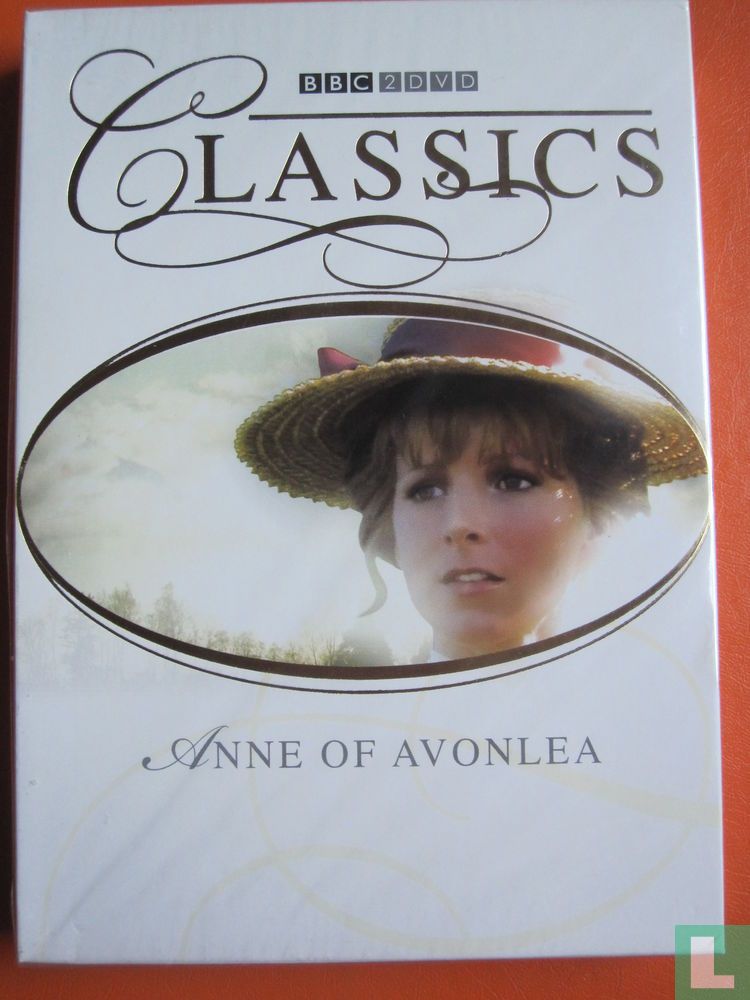 BBC 2DVD
CLASSICS
ANNE OF AVONLEA
L